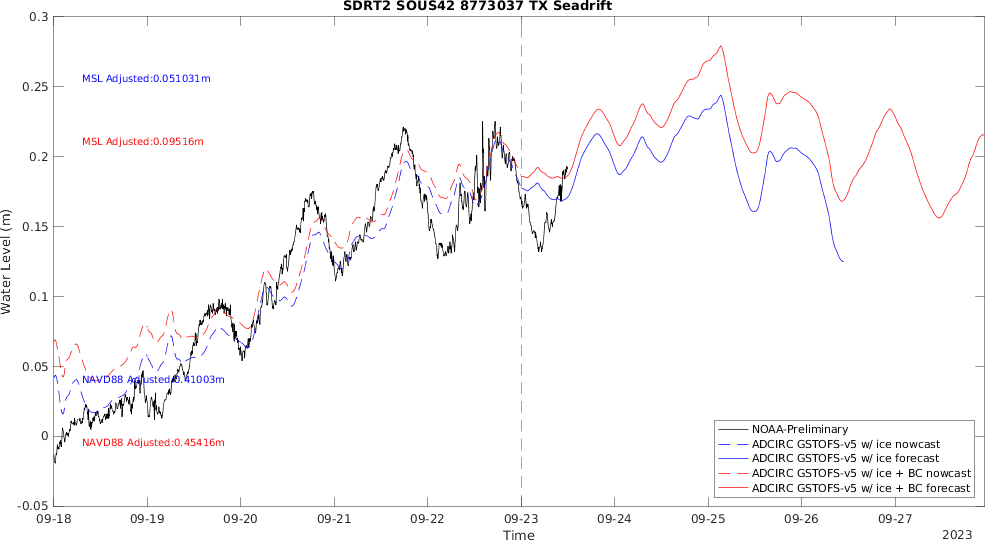 SDRT2 SOUS42 8773037 TX Seadrift
0.3
0.25
0.2
0.15
0.1
0.05
0
-0.05
Water Level (m)
MSL Adjusted:0.051031m
MSL Adjusted:0.09516m
NAVD88 Adjusted:0.41003m
NAVD88 Adjusted:0.45416m
NOAA-Preliminary
ADCIRC GSTOFS-v5 w/ ice nowcast
ADCIRC GSTOFS-v5 w/ ice forecast
ADCIRC GSTOFS-v5 w/ ice + BC nowcast
ADCIRC GSTOFS-v5 w/ ice + BC forecast
09-18 09-19 09-20 09-21 09-22 09-23 09-24 09-25 09-26 09-27
Time
2023